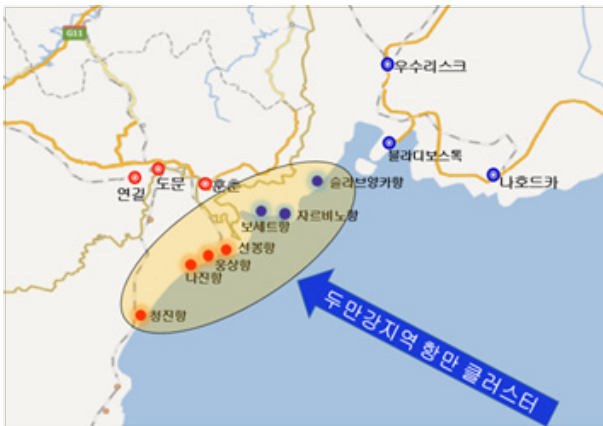 G11
우수리스크
블라디보스톡
나호드카
연길
도문
훈춘
슬라브양카항
보세트항
자르비노항
선봉항
웅상항
나진항
청진항
두만강지역 항만 클러스터